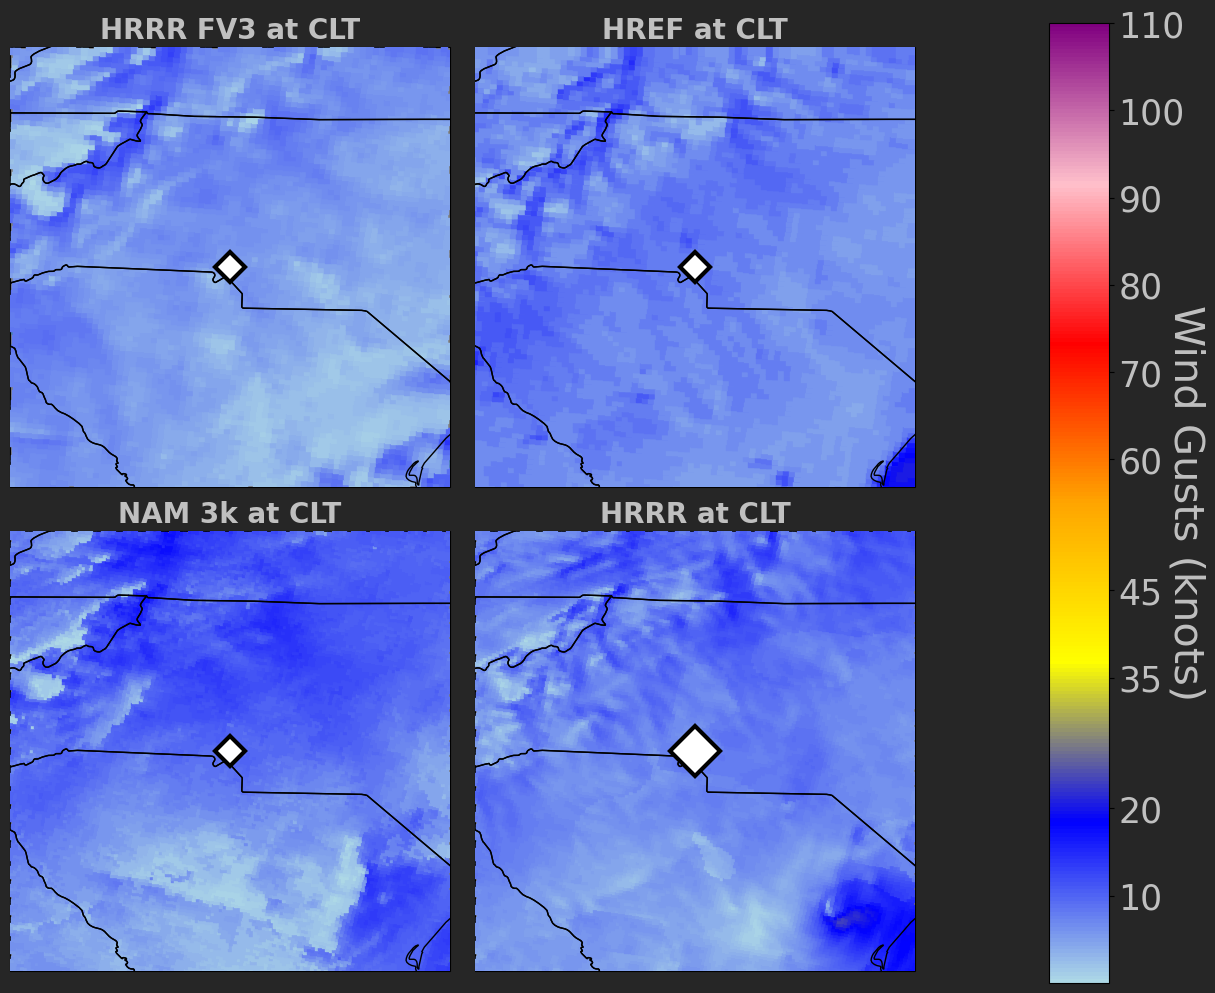 HRRR FV3 at CLT
HREF at CLT
NAM 3k at CLT
HRRR at CLT
110
100
90
80
70
60
45
35
20
10
Wind Gusts (knots)